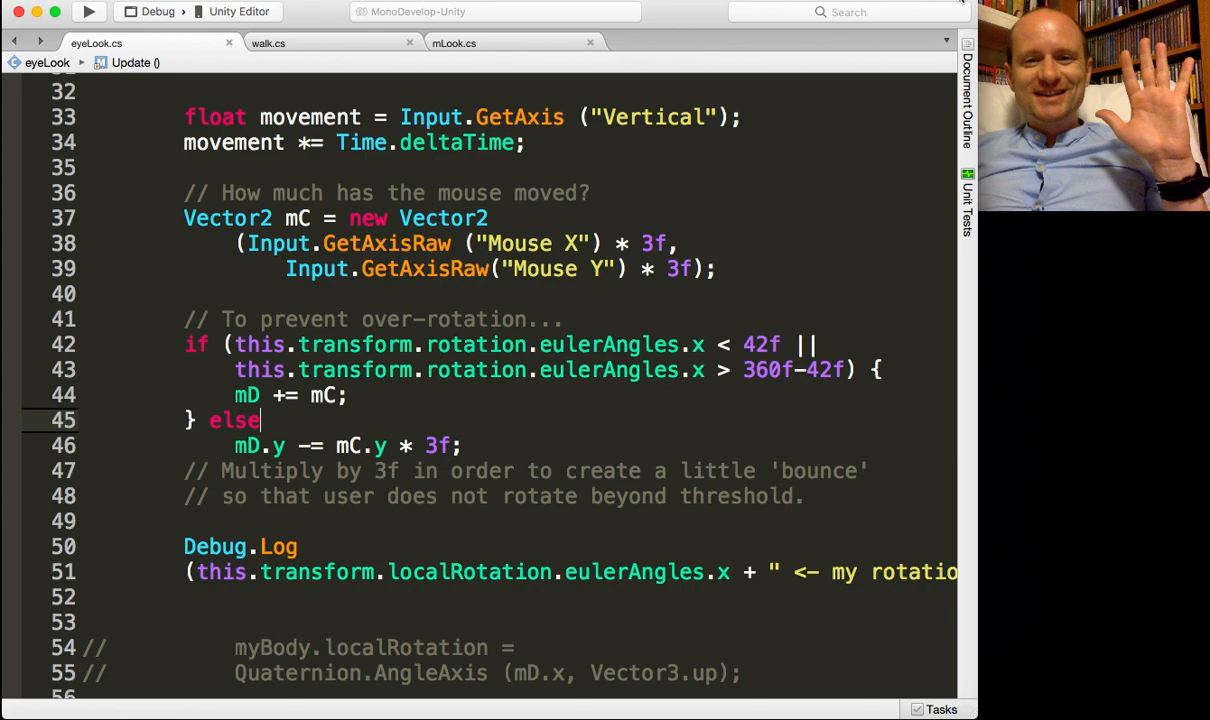 Debug
Unity Editor
MonoDevelop-Unity
Search
eyeLook.cs
walk.cs
mLook.cs
eyeLook
Update ()
32
33 float movement = Input.GetAxis ("Vertical");
34 movement *= Time.deltaTime;
35
36 // How much has the mouse moved?
37 Vector2 mC = new Vector2
38 (Input.GetAxisRaw ("Mouse X") * 3f,
39 Input.GetAxisRaw("Mouse Y") * 3f);
40
41 // To prevent over-rotation...
42 if (this.transform.rotation.eulerAngles.x < 42f ||
43 this.transform.rotation.eulerAngles.x > 360f-42f) {
44 mD += mC;
45 } else
46 mD.y -= mC.y * 3f;
47 // Multiply by 3f in order to create a little 'bounce'
48 // so that user does not rotate beyond threshold.
49
50 Debug.Log
51 (this.transform.localRotation.eulerAngles.x + " <- my rotatio
52
53
54 // myBody.localRotation =
55 // Quaternion.AngleAxis (mD.x, Vector3.up);
Document Outline
Unit Tests
Tasks